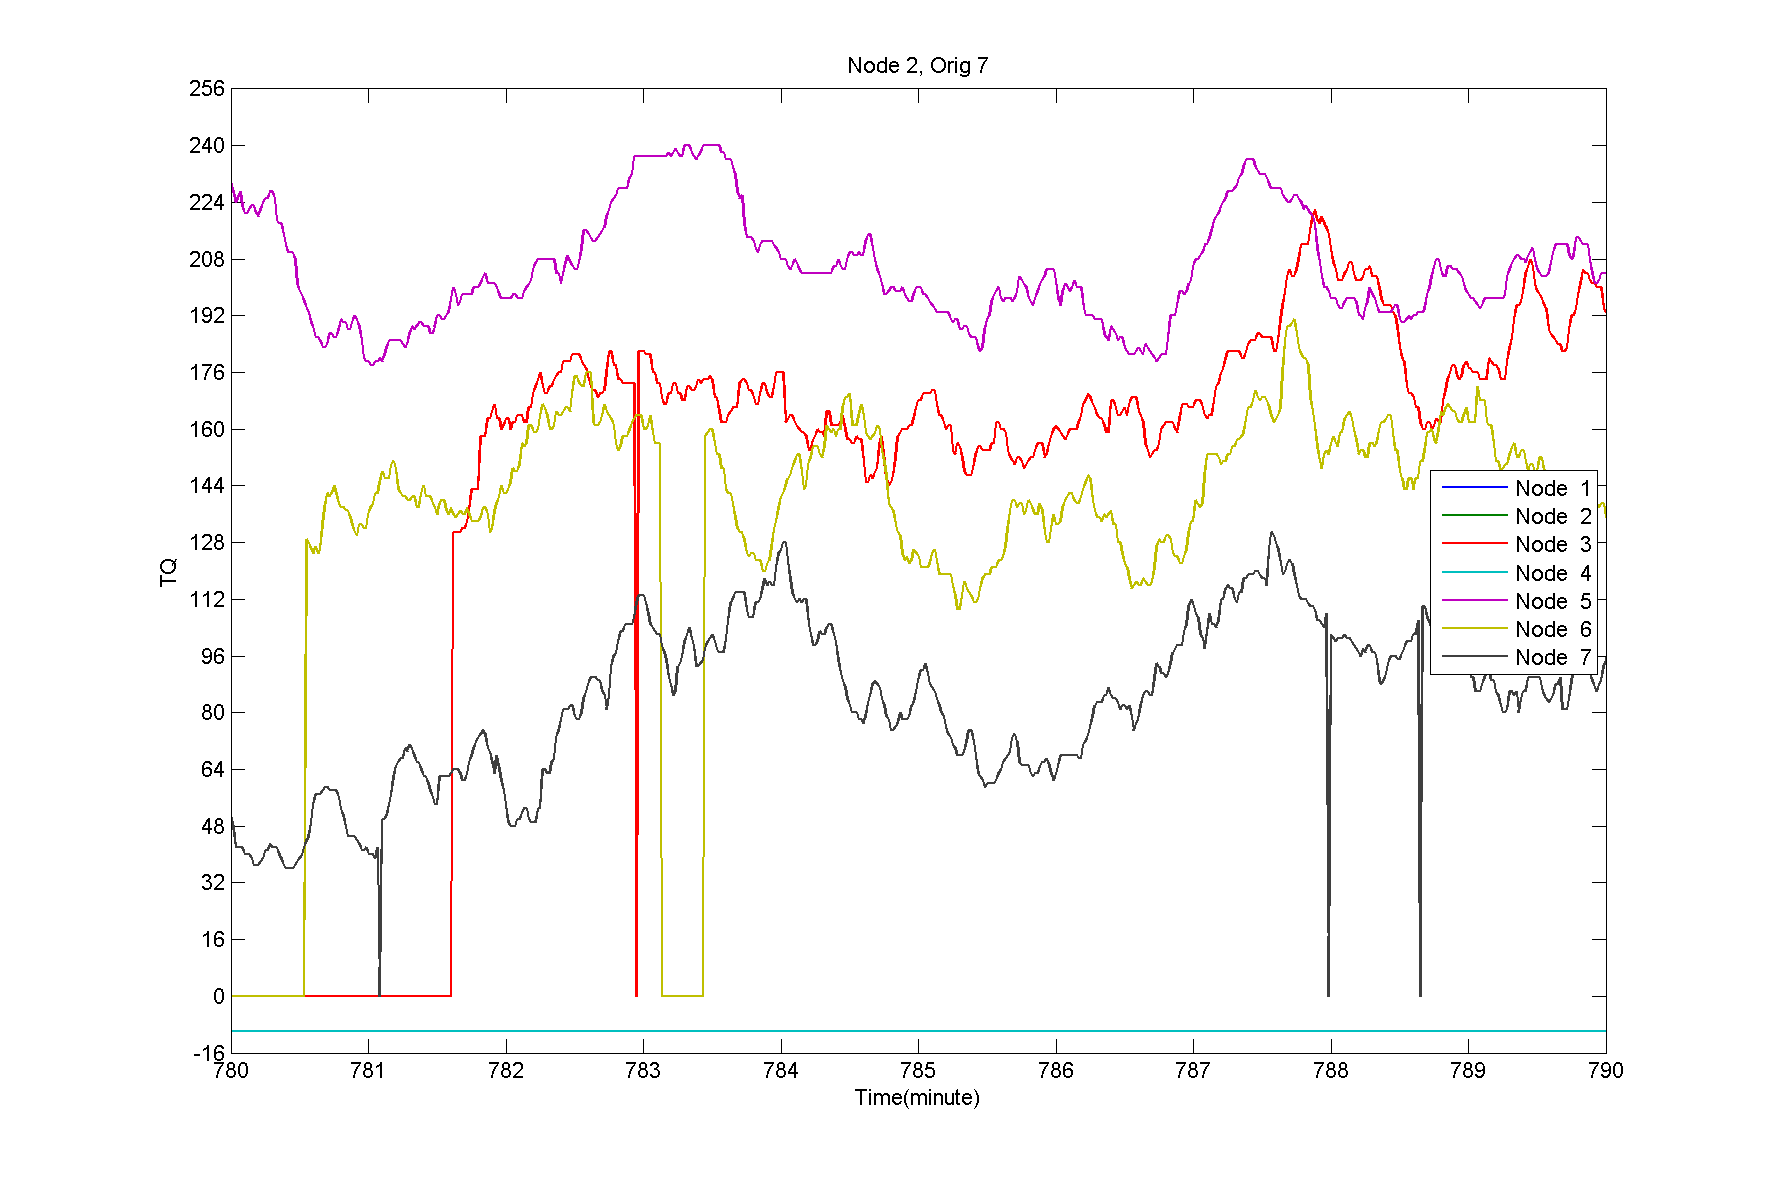 Node 2, Orig 7
256
240
224
208
192
176
160
144
128
112
96
80
64
48
32
16
0
-16
TQ
780 781 782 783 784 785 786 787 788 789 790
Time(minute)
Node 1
Node 2
Node 3
Node 4
Node 5
Node 6
Node 7